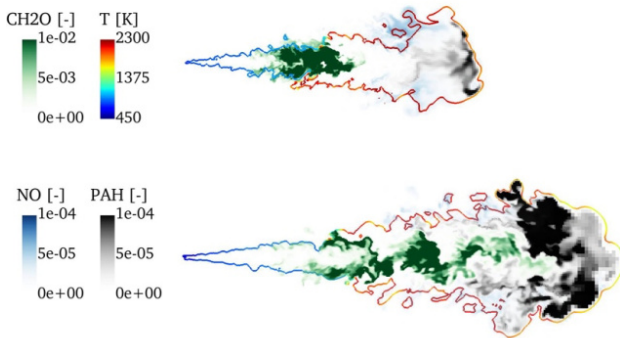 CH2O [-] T [K]
1e-02 2300
5e-03 1375
0e+00 450
NO [-] PAH [-]
1e-04 1e-04
5e-05 5e-05
0e+00 0e+00